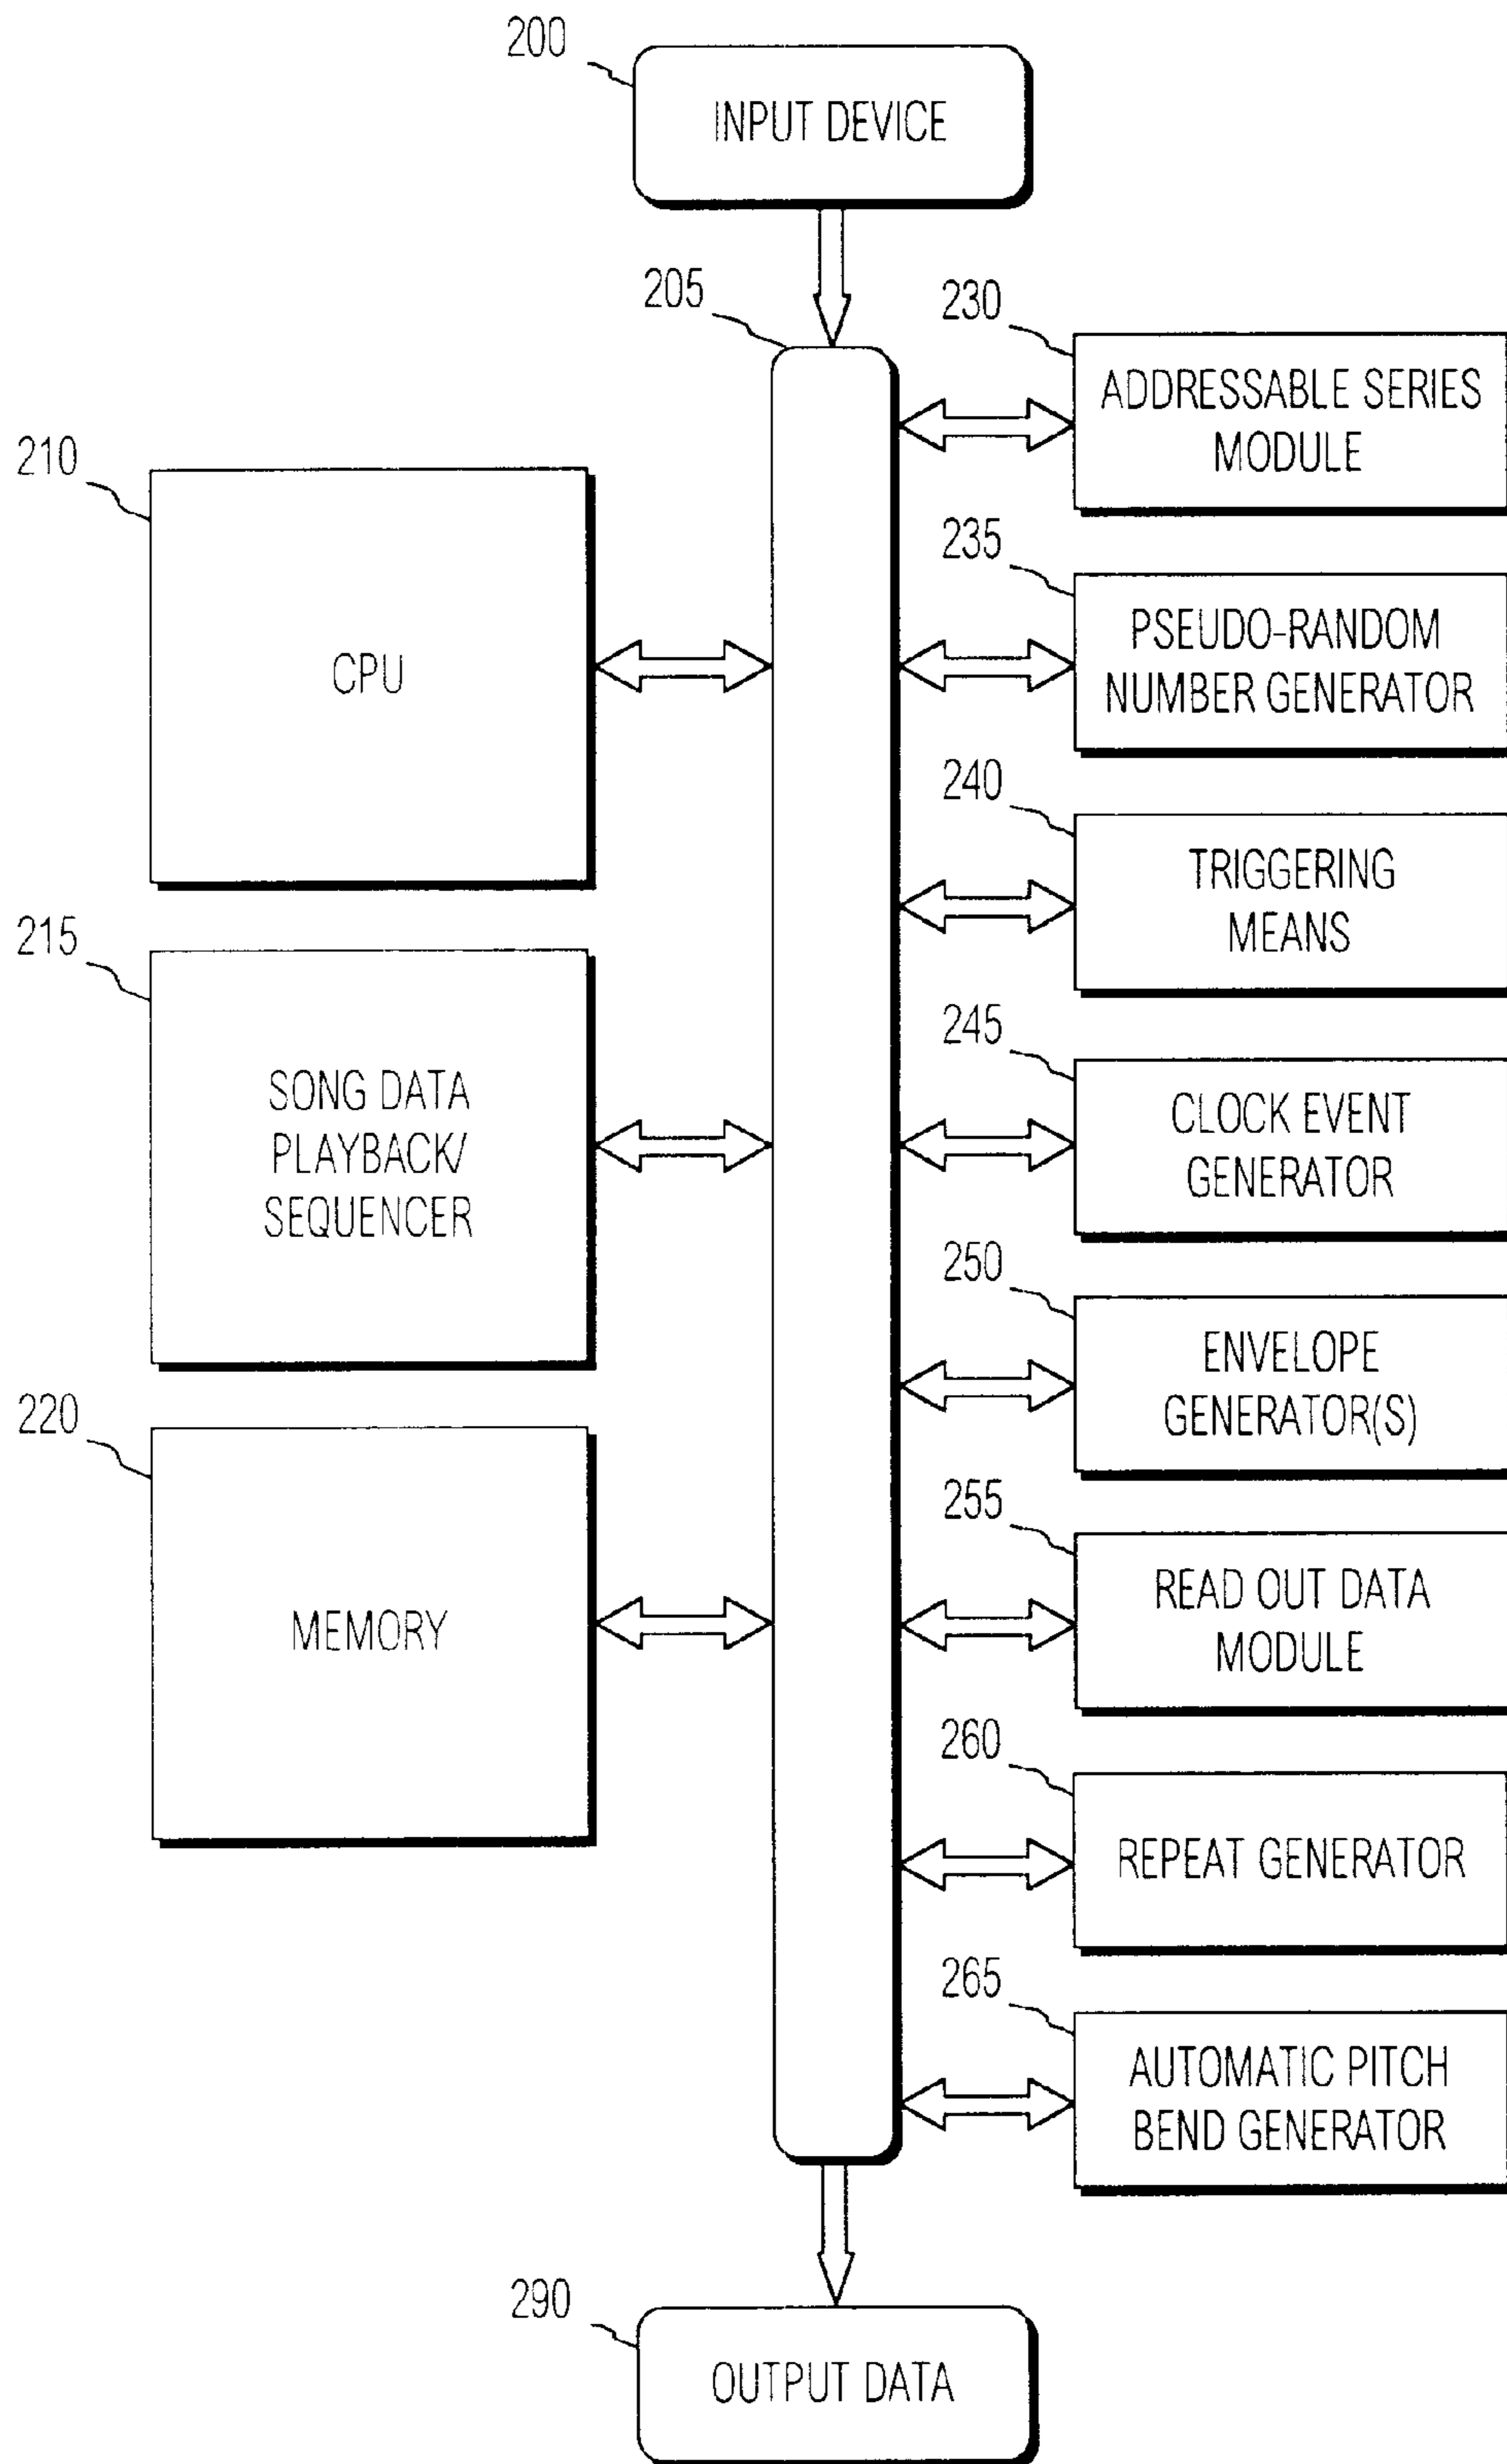 200
INPUT DEVICE
205
230
ADDRESSABLE SERIES
MODULE
210
CPU
235
PSEUDO-RANDOM
NUMBER GENERATOR
240
TRIGGERING
MEANS
215
SONG DATA
PLAYBACK/
SEQUENCER
245
CLOCK EVENT
GENERATOR
250
ENVELOPE
GENERATOR(S)
220
MEMORY
255
READ OUT DATA
MODULE
260
REPEAT GENERATOR
265
AUTOMATIC PITCH
BEND GENERATOR
290
OUTPUT DATA